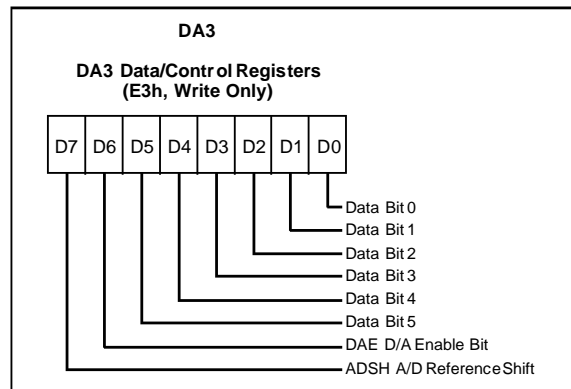 DA3
DA3 Data/Control Registers
(E3h, Write Only)
D7 D6 D5 D4 D3 D2 D1 D0
Data Bit 0
Data Bit 1
Data Bit 2
Data Bit 3
Data Bit 4
Data Bit 5
DAE D/A Enable Bit
ADSH A/D Reference Shift